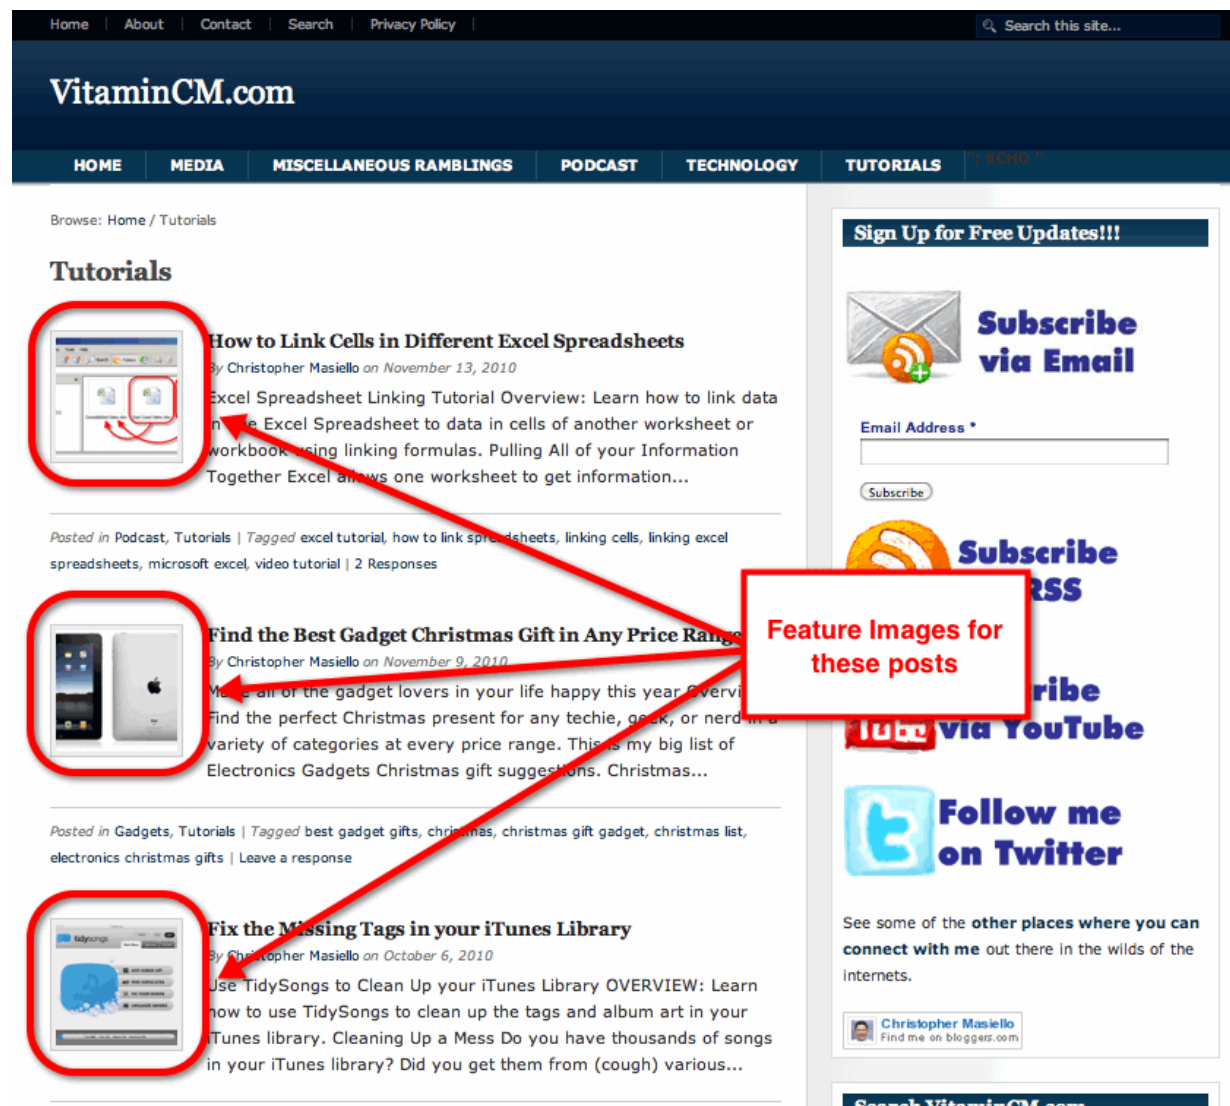 Home | About | Contact | Search | Privacy Policy |
Search this site...
VitaminCM.com
HOME MEDIA MISCELLANEOUS RAMBLINGS PODCAST TECHNOLOGY TUTORIALS "; ECHO "
Browse: Home / Tutorials
Tutorials
How to Link Cells in Different Excel Spreadsheets
By Christopher Masiello on November 13, 2010
Excel Spreadsheet Linking Tutorial Overview: Learn how to link data
in one Excel Spreadsheet to data in cells of another worksheet or
workbook using linking formulas. Pulling All of your Information
Together Excel allows one worksheet to get information...
Posted in Podcast, Tutorials | Tagged excel tutorial, how to link spreadsheets, linking cells, linking excel
spreadsheets, microsoft excel, video tutorial | 2 Responses
Find the Best Gadget Christmas Gift in Any Price Range
By Christopher Masiello on November 9, 2010
Make all of the gadget lovers in your life happy this year Overvi
Find the perfect Christmas present for any techie, geek, or nerd in a
variety of categories at every price range. This is my big list of
Electronics Gadgets Christmas gift suggestions. Christmas...
Posted in Gadgets, Tutorials | Tagged best gadget gifts, christmas, christmas gift gadget, christmas list,
electronics christmas gifts | Leave a response
tidysongs
Fix the Missing Tags in your iTunes Library
By Christopher Masiello on October 6, 2010
Use TidySongs to Clean Up your iTunes Library OVERVIEW: Learn
how to use TidySongs to clean up the tags and album art in your
iTunes library. Cleaning Up a Mess Do you have thousands of songs
in your iTunes library? Did you get them from (cough) various...
Feature Images for
these posts
Sign Up for Free Updates!!!
Subscribe
via Email
Email Address *
Subscribe
Subscribe
RSS
ribe
via YouTube
Follow me
on Twitter
See some of the other places where you can
connect with me out there in the wilds of the
internets.
Christopher Masiello
Find me on bloggers.com
Search VitaminCM.com